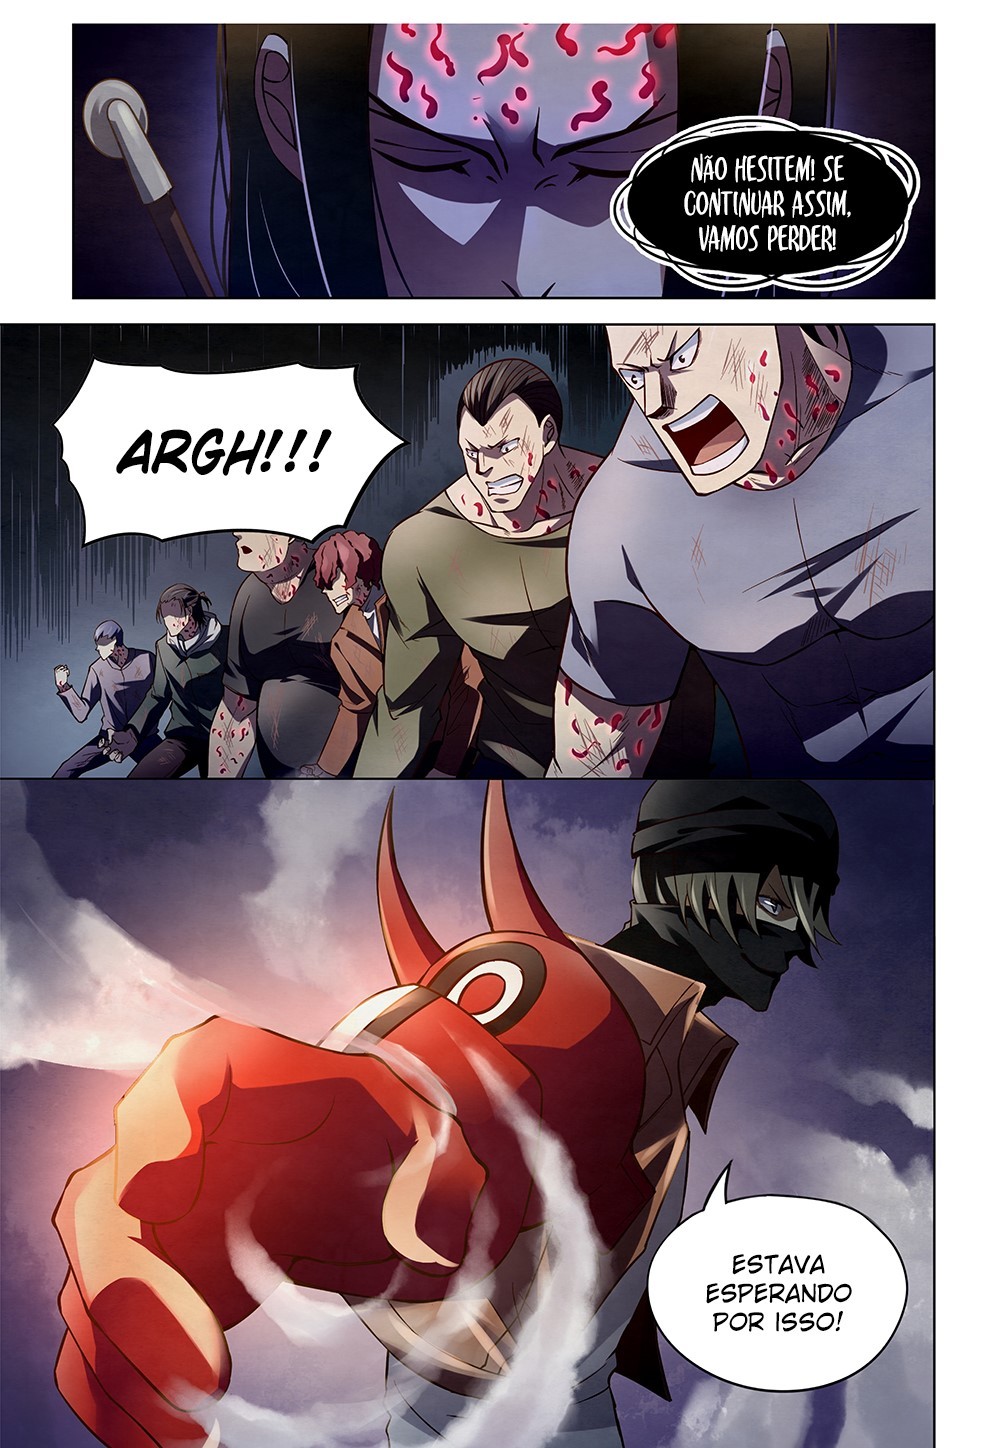 NÃO HESITEM! SE
CONTINUAR ASSIM,
VAMOS PERDER!
ARGH!!!
ESTAVA
ESPERANDO
POR ISSO!